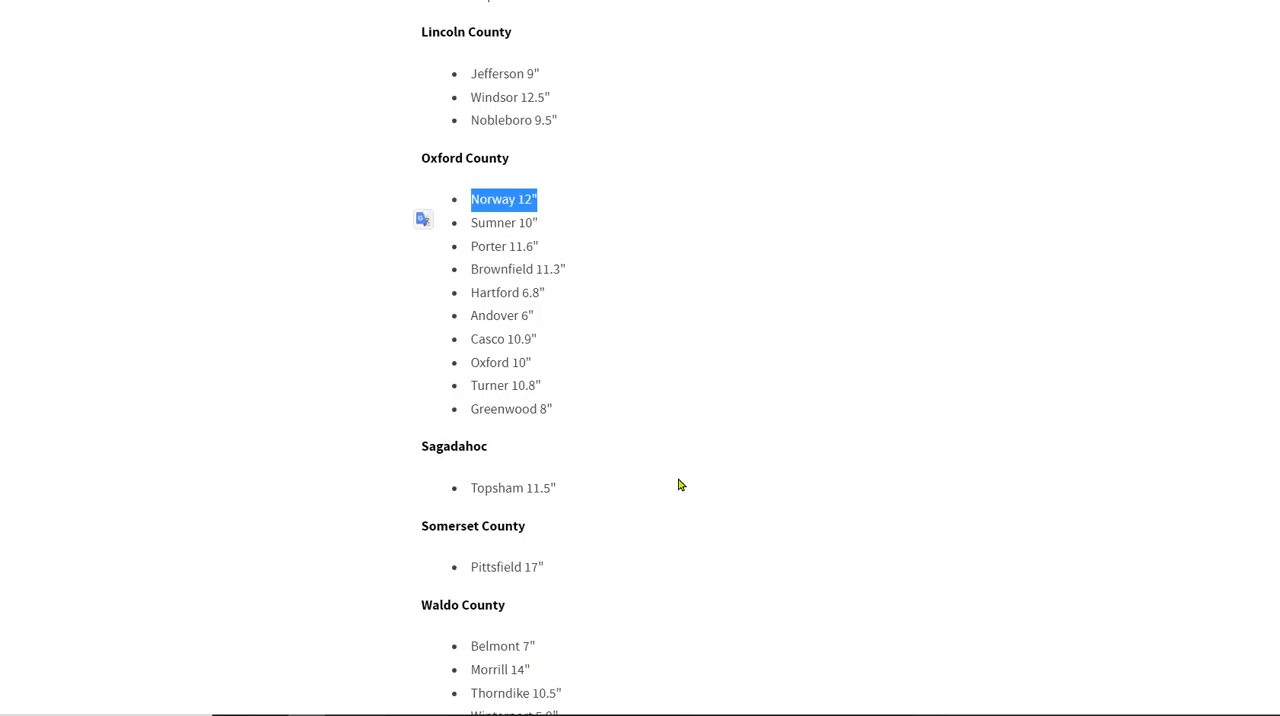 Lincoln County
Jefferson 9"
Windsor 12.5"
Nobleboro 9.5"
Oxford County
Norway 12"
Sumner 10"
Porter 11.6"
Brownfield 11.3"
Hartford 6.8"
Andover 6"
Casco 10.9"
Oxford 10"
Turner 10.8"
Greenwood 8"
Sagadahoc
Topsham 11.5"
Somerset County
Pittsfield 17"
Waldo County
Belmont 7"
Morrill 14"
Thorndike 10.5"